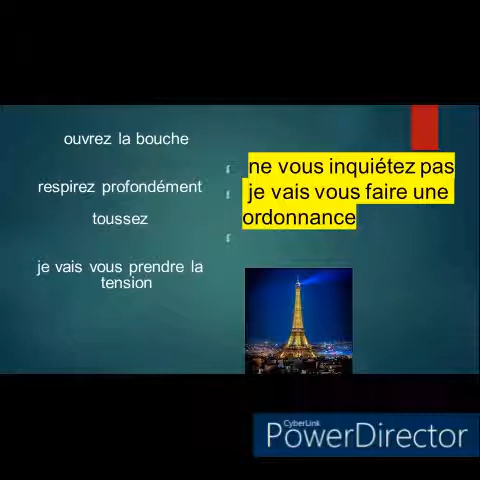 ouvrez la bouche
respirez profondément
toussez
je vais vous prendre la
tension
ne vous inquiétez pas
je vais vous faire une
ordonnance
CyberLink
PowerDirector